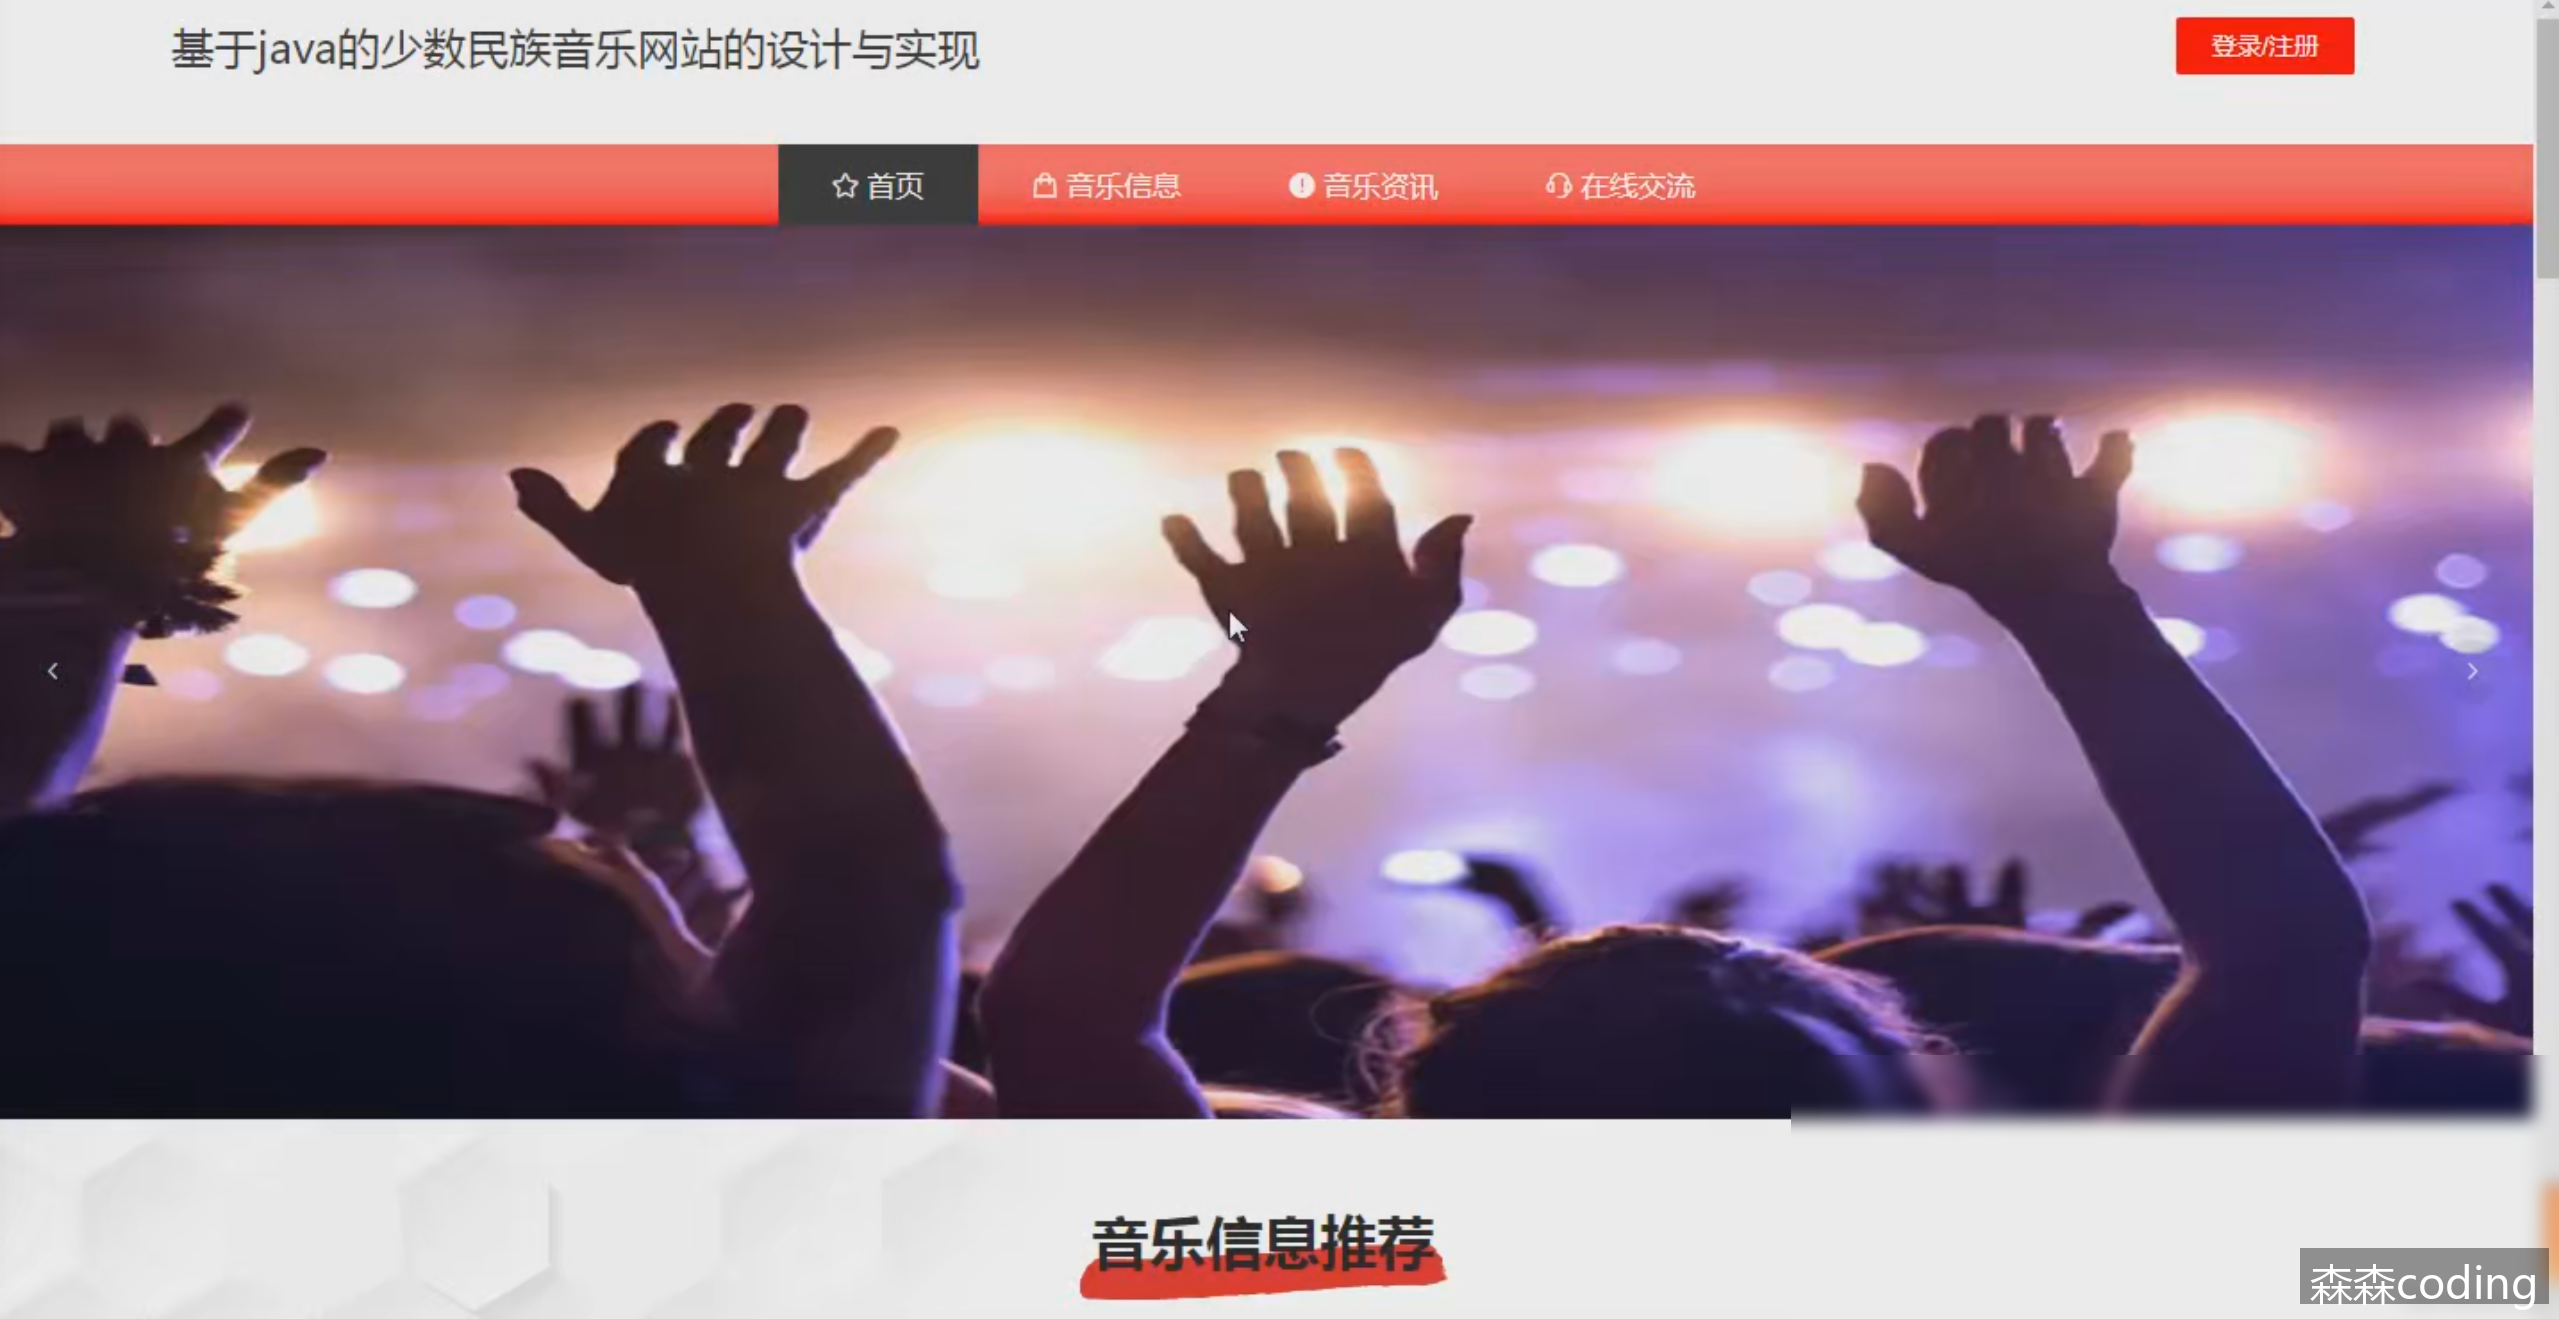 基于java的少数民族音乐网站的设计与实现
登录/注册
首页
音乐信息
音乐资讯
在线交流
音乐信息推荐
森森coding